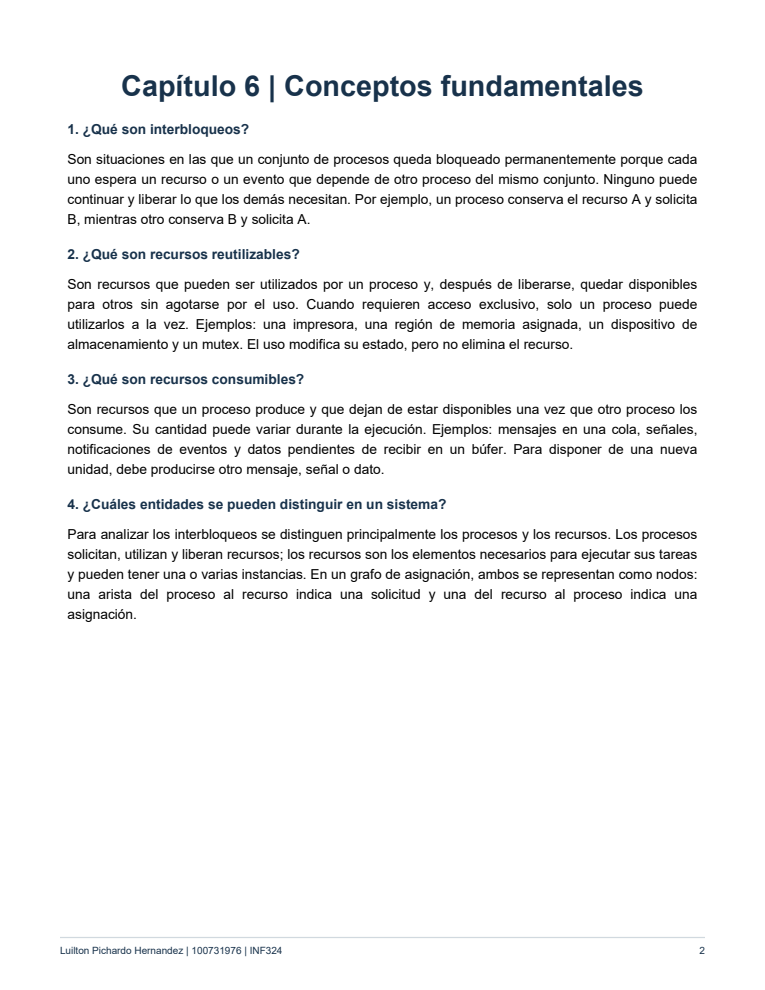 Capítulo 6 | Conceptos fundamentales
1. ¿Qué son interbloqueos?
Son situaciones en las que un conjunto de procesos queda bloqueado permanentemente porque cada
uno espera un recurso o un evento que depende de otro proceso del mismo conjunto. Ninguno puede
continuar y liberar lo que los demás necesitan. Por ejemplo, un proceso conserva el recurso A y solicita
B, mientras otro conserva B y solicita A.
2. ¿Qué son recursos reutilizables?
Son recursos que pueden ser utilizados por un proceso y, después de liberarse, quedar disponibles
para otros sin agotarse por el uso. Cuando requieren acceso exclusivo, solo un proceso puede
utilizarlos a la vez. Ejemplos: una impresora, una región de memoria asignada, un dispositivo de
almacenamiento y un mutex. El uso modifica su estado, pero no elimina el recurso.
3. ¿Qué son recursos consumibles?
Son recursos que un proceso produce y que dejan de estar disponibles una vez que otro proceso los
consume. Su cantidad puede variar durante la ejecución. Ejemplos: mensajes en una cola, señales,
notificaciones de eventos y datos pendientes de recibir en un búfer. Para disponer de una nueva
unidad, debe producirse otro mensaje, señal o dato.
4. ¿Cuáles entidades se pueden distinguir en un sistema?
Para analizar los interbloqueos se distinguen principalmente los procesos y los recursos. Los procesos
solicitan, utilizan y liberan recursos; los recursos son los elementos necesarios para ejecutar sus tareas
y pueden tener una o varias instancias. En un grafo de asignación, ambos se representan como nodos:
una arista del proceso al recurso indica una solicitud y una del recurso al proceso indica una
asignación.
Luilton Pichardo Hernandez | 100731976 | INF324
2